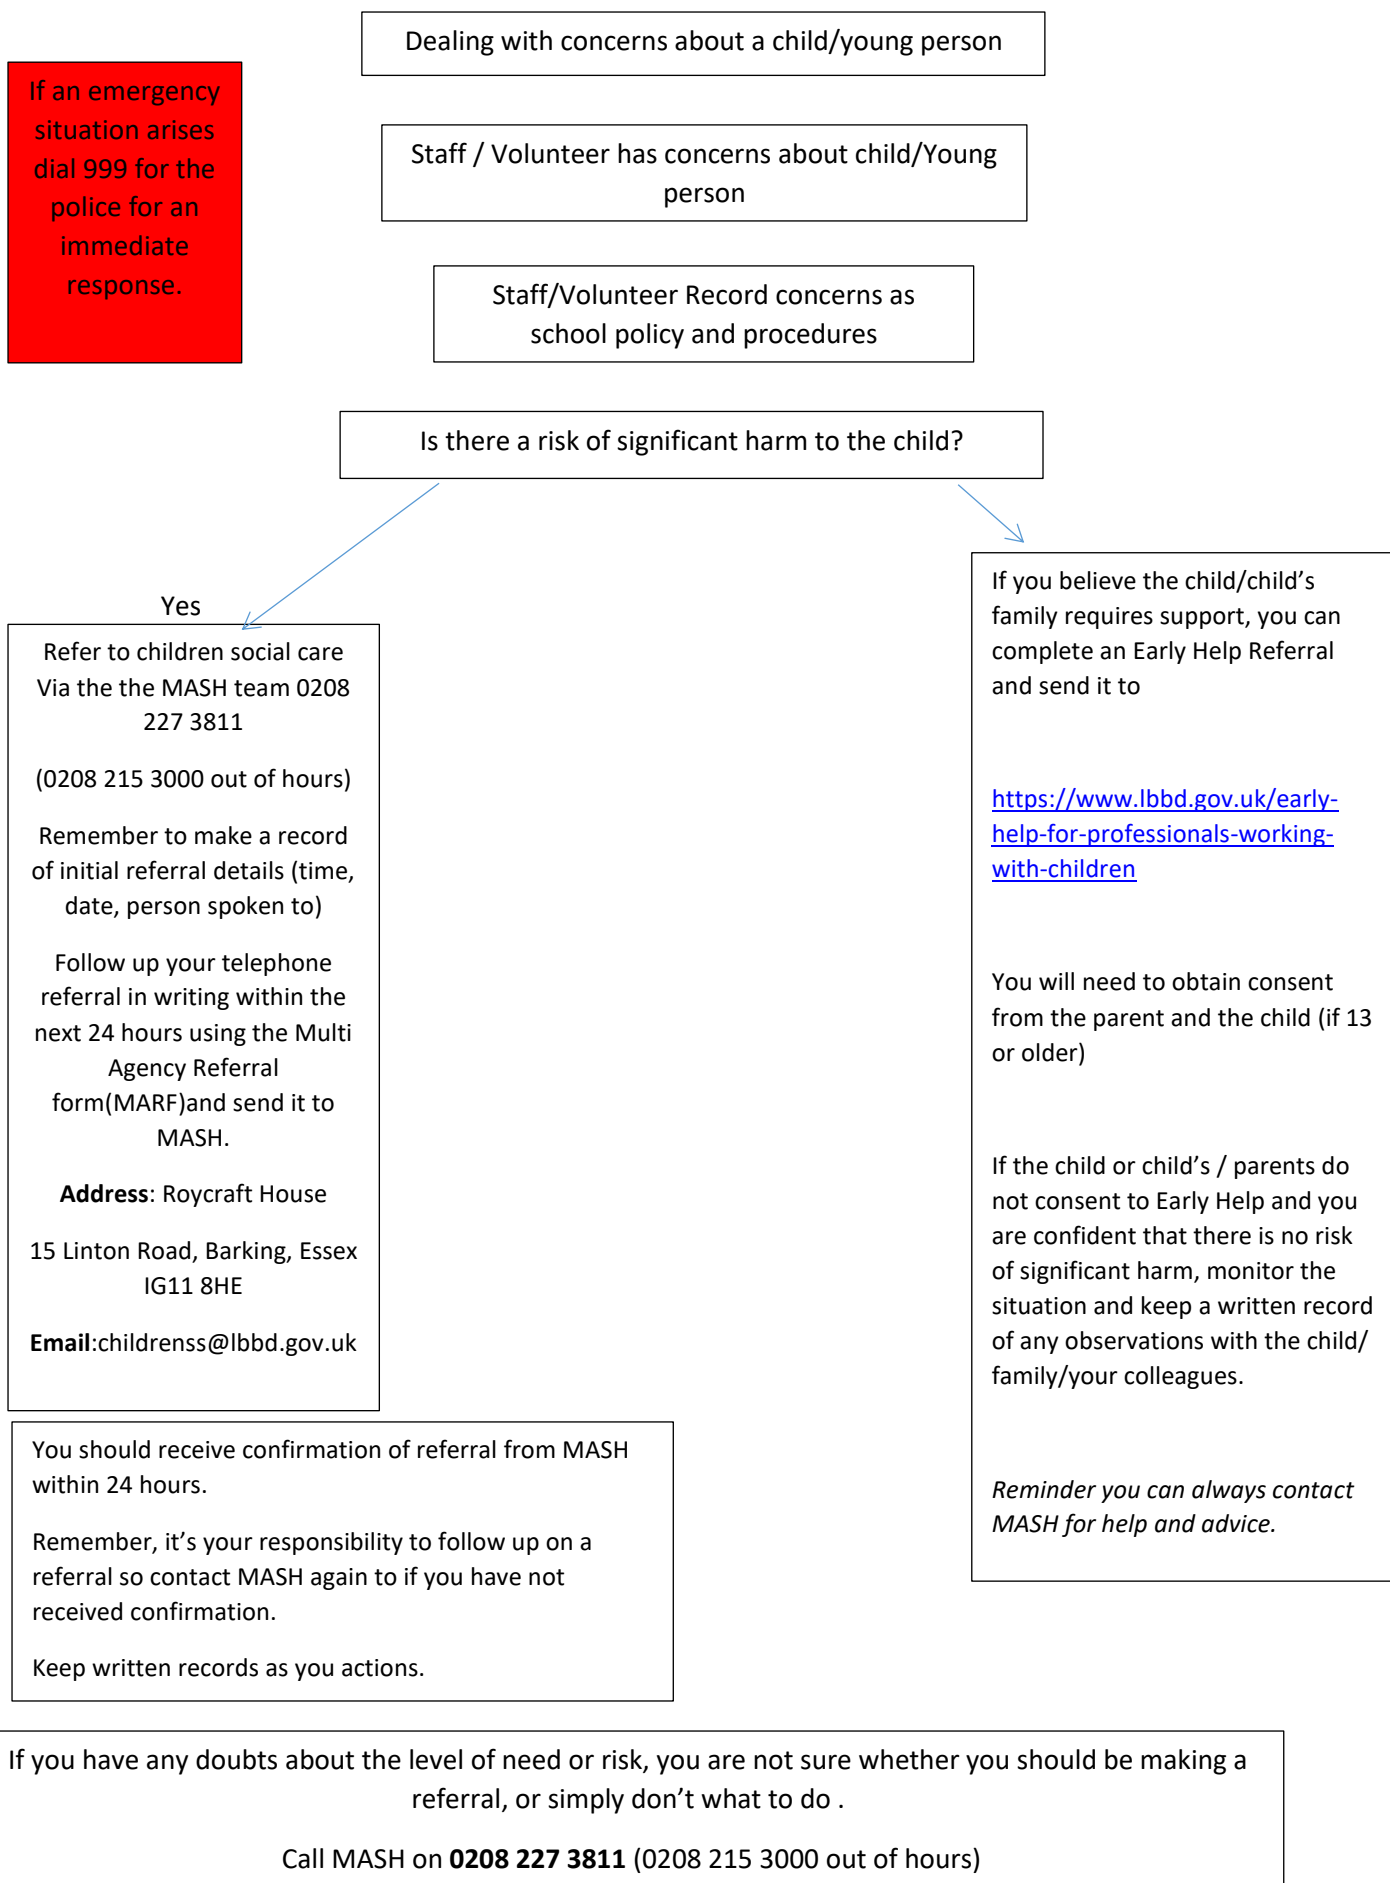 Dealing with concerns about a child/young person
If an emergency
situation arises
dial 999 for the
police for an
immediate
response.
Staff / Volunteer has concerns about child/Young
person
Staff/Volunteer Record concerns as
school policy and procedures
Is there a risk of significant harm to the child?
Yes
Refer to children social care
Via the the MASH team 0208
227 3811
(0208 215 3000 out of hours)
Remember to make a record
of initial referral details (time,
date, person spoken to)
Follow up your telephone
referral in writing within the
next 24 hours using the Multi
Agency Referral
form(MARF)and send it to
MASH.
Address: Roycraft House
15 Linton Road, Barking, Essex
IG11 8HE
Email:childrenss@lbbd.gov.uk
If you believe the child/child’s
family requires support, you can
complete an Early Help Referral
and send it to
https://www.lbbd.gov.uk/early-
help-for-professionals-working-
with-children
You will need to obtain consent
from the parent and the child (if 13
or older)
If the child or child’s / parents do
not consent to Early Help and you
are confident that there is no risk
of significant harm, monitor the
situation and keep a written record
of any observations with the child/
family/your colleagues.
Reminder you can always contact
MASH for help and advice.
You should receive confirmation of referral from MASH
within 24 hours.
Remember, it’s your responsibility to follow up on a
referral so contact MASH again to if you have not
received confirmation.
Keep written records as you actions.
If you have any doubts about the level of need or risk, you are not sure whether you should be making a
referral, or simply don’t what to do .
Call MASH on 0208 227 3811 (0208 215 3000 out of hours)